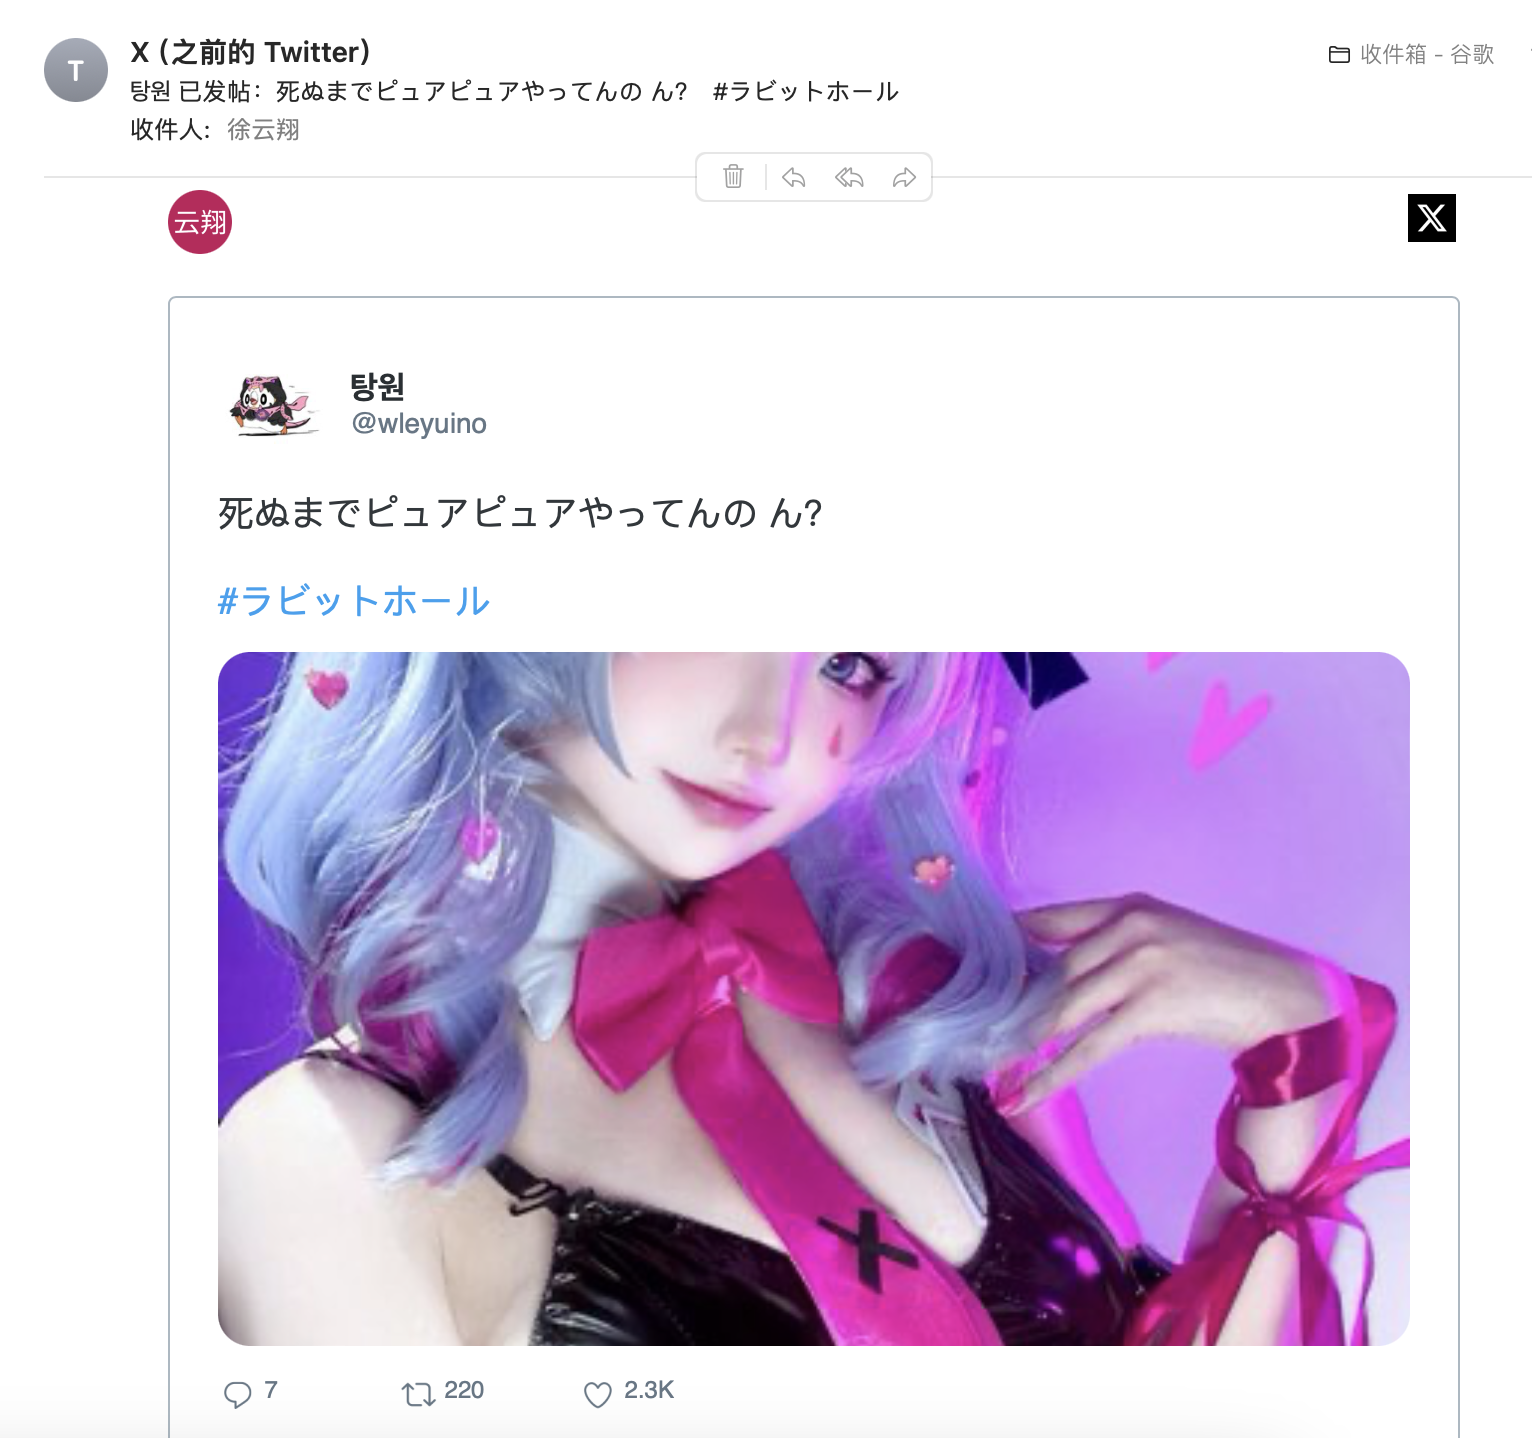 T
X（之前的 Twitter）
收件箱 - 谷歌
탕원 已发帖：死ぬまでピュアピュアやってんの ん？ #ラビットホール
收件人： 徐云翔
云翔
X
탕원
@wleyuino
死ぬまでピュアピュアやってんの ん？
#ラビットホール
7 220 2.3K